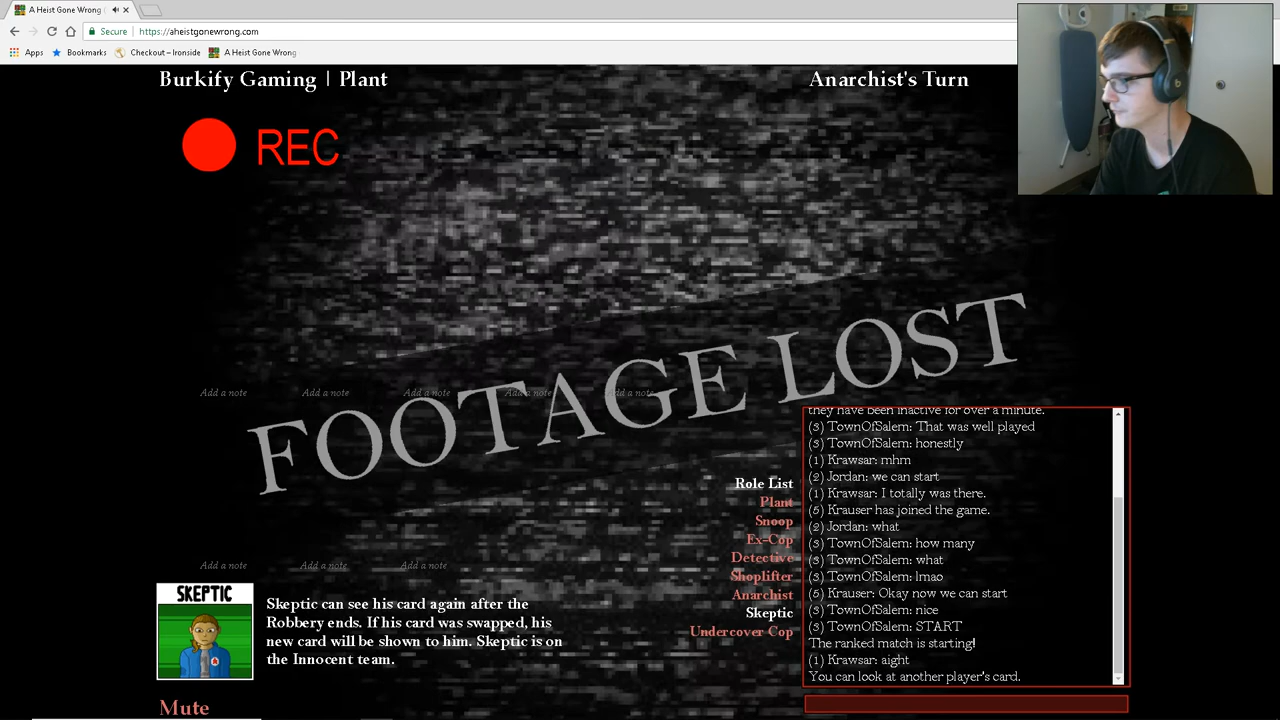 A Heist Gone Wrong
Secure
https://aheistgonewrong.com
Apps
Bookmarks
Checkout – Ironside
A Heist Gone Wrong
Burkify Gaming | Plant
Anarchist's Turn
REC
FOOTAGE LOST
Add a note
Add a note
Add a note
Add a note
Add a note
they have been inactive for over a minute.
(3) TownOfSalem: That was well played
(3) TownOfSalem: honestly
(1) Krawsar: mhm
(2) Jordan: we can start
(1) Krawsar: I totally was there.
(5) Krauser has joined the game.
(2) Jordan: what
(3) TownOfSalem: how many
(3) TownOfSalem: what
(3) TownOfSalem: lmao
(5) Krauser: Okay now we can start
(3) TownOfSalem: nice
(3) TownOfSalem: START
The ranked match is starting!
(1) Krawsar: aight
You can look at another player's card.
Role List
Plant
Snoop
Ex-Cop
Detective
Shoplifter
Anarchist
Skeptic
Undercover Cop
Add a note
Add a note
Add a note
SKEPTIC
Skeptic can see his card again after the
Robbery ends. If his card was swapped, his
new card will be shown to him. Skeptic is on
the Innocent team.
Mute